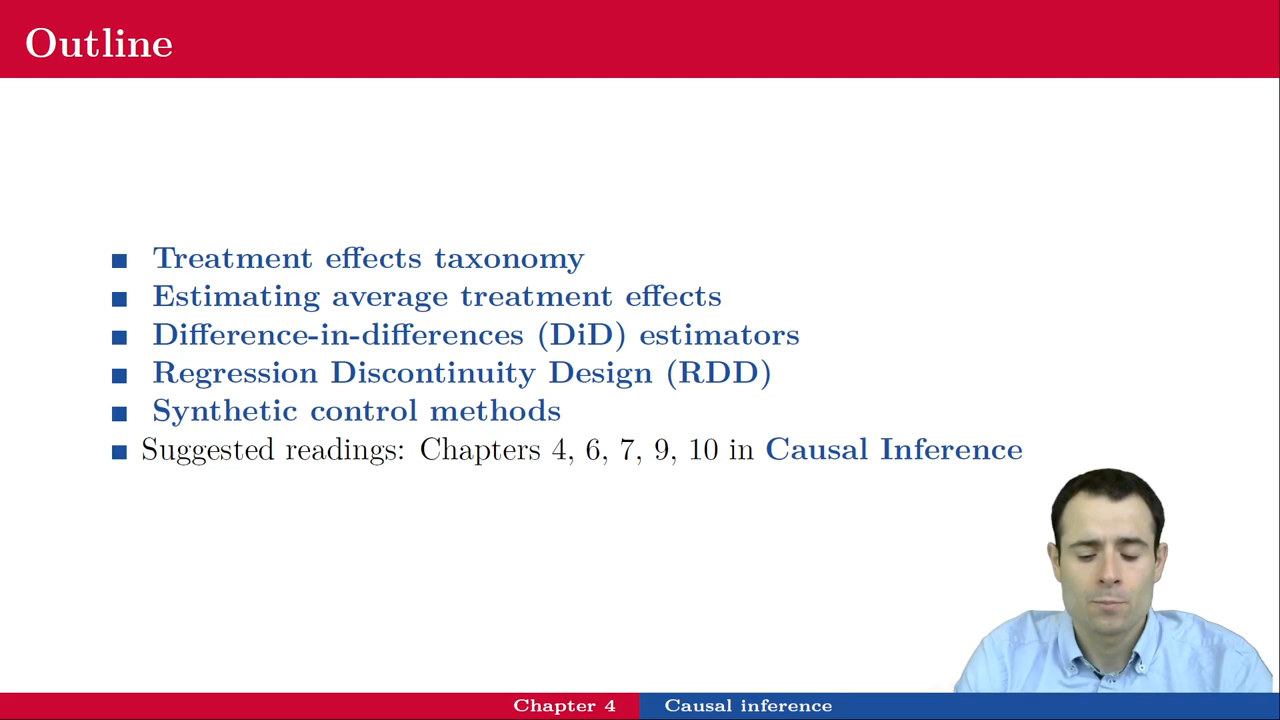 Outline
Treatment effects taxonomy
Estimating average treatment effects
Difference-in-differences (DiD) estimators
Regression Discontinuity Design (RDD)
Synthetic control methods
Suggested readings: Chapters 4, 6, 7, 9, 10 in Causal Inference
Chapter 4
Causal inference